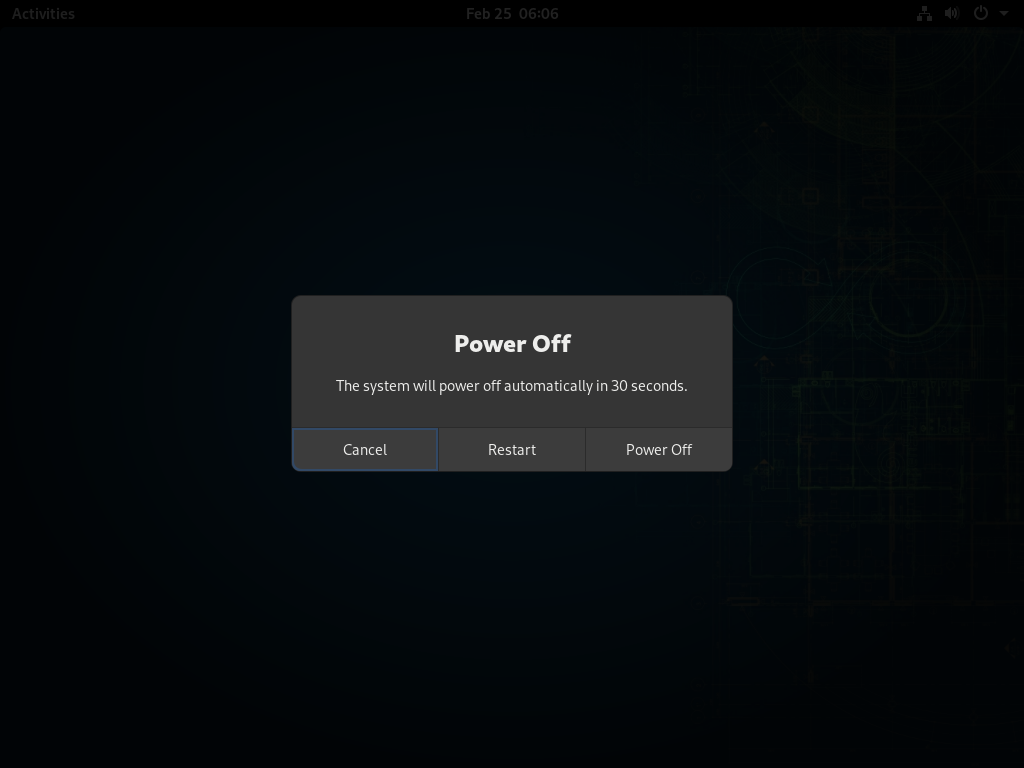 Activities
Feb 25 06:06
Power Off
The system will power off automatically in 30 seconds.
Cancel
Restart
Power Off